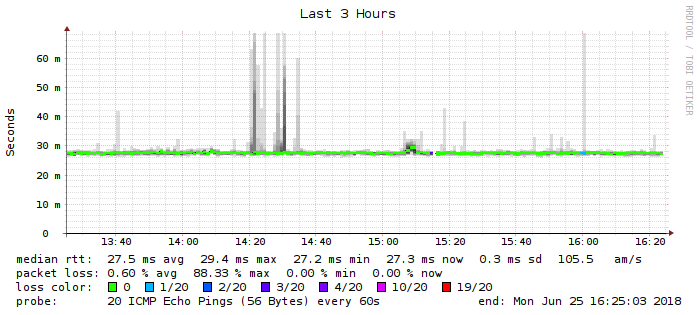 Last 3 Hours
RRDTOOL / TOBI OETIKER
Seconds
60 m
50 m
40 m
30 m
20 m
10 m
0
13:40 14:00 14:20 14:40 15:00 15:20 15:40 16:00 16:20
median rtt: 27.5 ms avg 29.4 ms max 27.2 ms min 27.3 ms now 0.3 ms sd 105.5 am/s
packet loss: 0.60 % avg 88.33 % max 0.00 % min 0.00 % now
loss color: 0 1/20 2/20 3/20 4/20 10/20 19/20
probe: 20 ICMP Echo Pings (56 Bytes) every 60s end: Mon Jun 25 16:25:03 2018